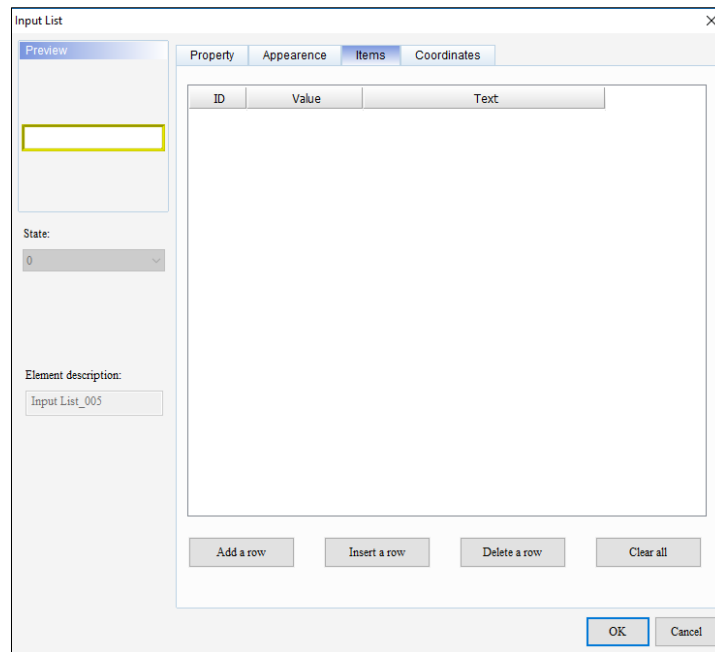 Input List
Preview
Property Appearence Items Coordinates
ID Value Text
State:
0
Element description:
Input List_005
Add a row Insert a row Delete a row Clear all
OK Cancel